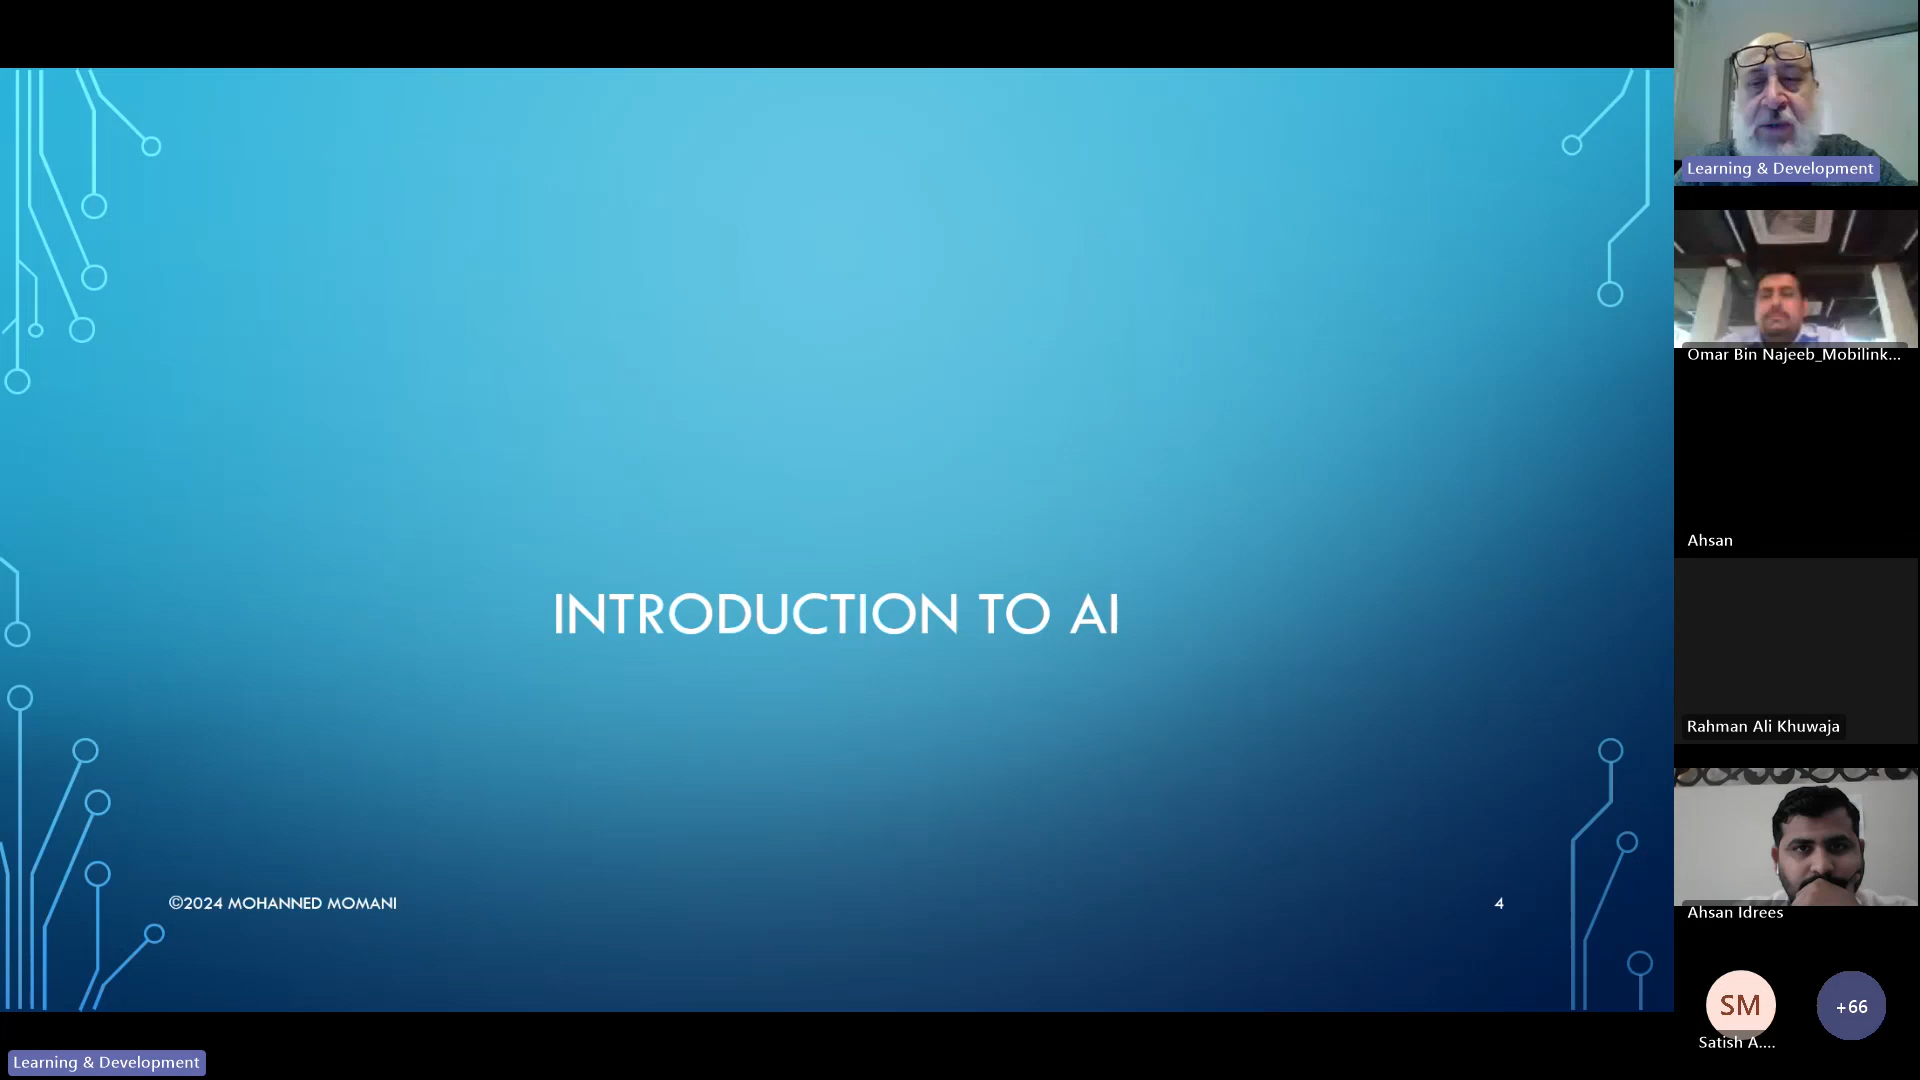 INTRODUCTION TO AI
©2024 MOHANNED MOMANI
4
Learning & Development
Learning & Development
Omar Bin Najeeb_Mobilink...
Ahsan
Rahman Ali Khuwaja
Ahsan Idrees
SM
+66
Satish A....